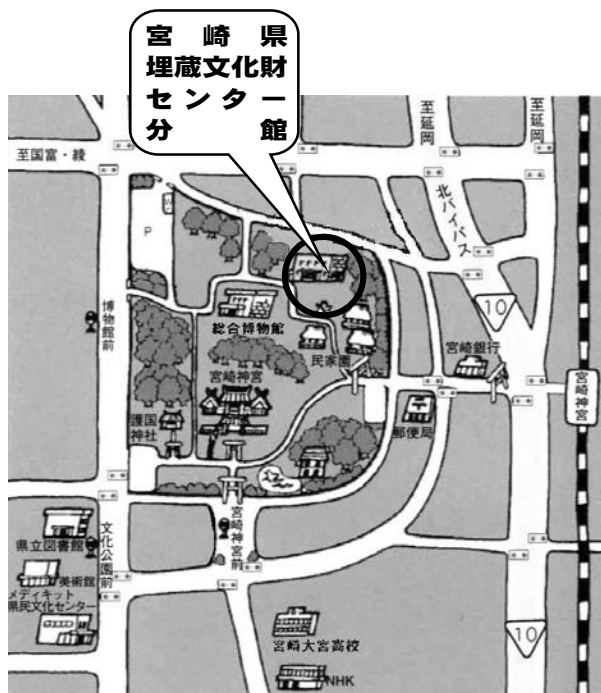 宮崎県
埋蔵文化財
センター
分館
至国富・綾
至延岡
至延岡
北バイパス
P
10
博物館前
総合博物館
民家園
宮崎銀行
宮崎神宮
宮崎神宮
護国
神社
郵便局
宮崎神宮前
文化公園前
県立図書館
美術館
メディキット
県民文化センター
10
宮崎大宮高校
NHK